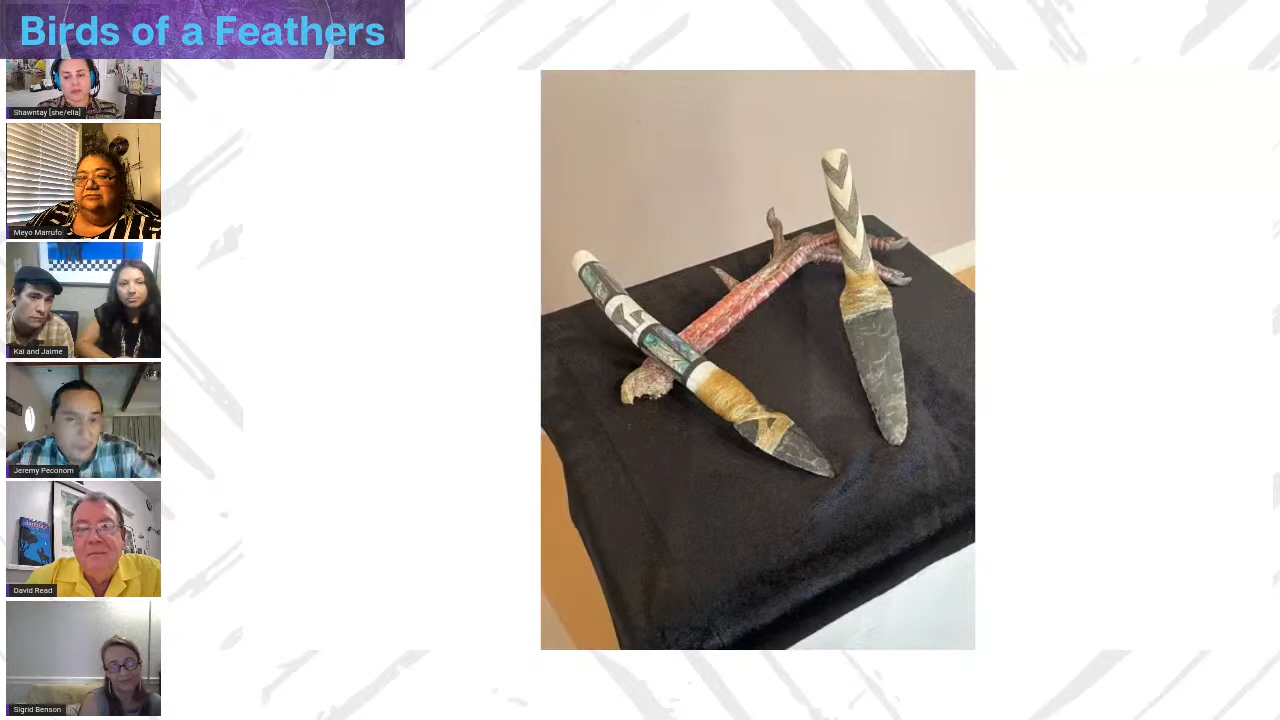 Birds of a Feathers
Shawntay [she/ella]
Meyo Marrufo
Kai and Jaime
Jeremy Peconom
David Read
Sigrid Benson